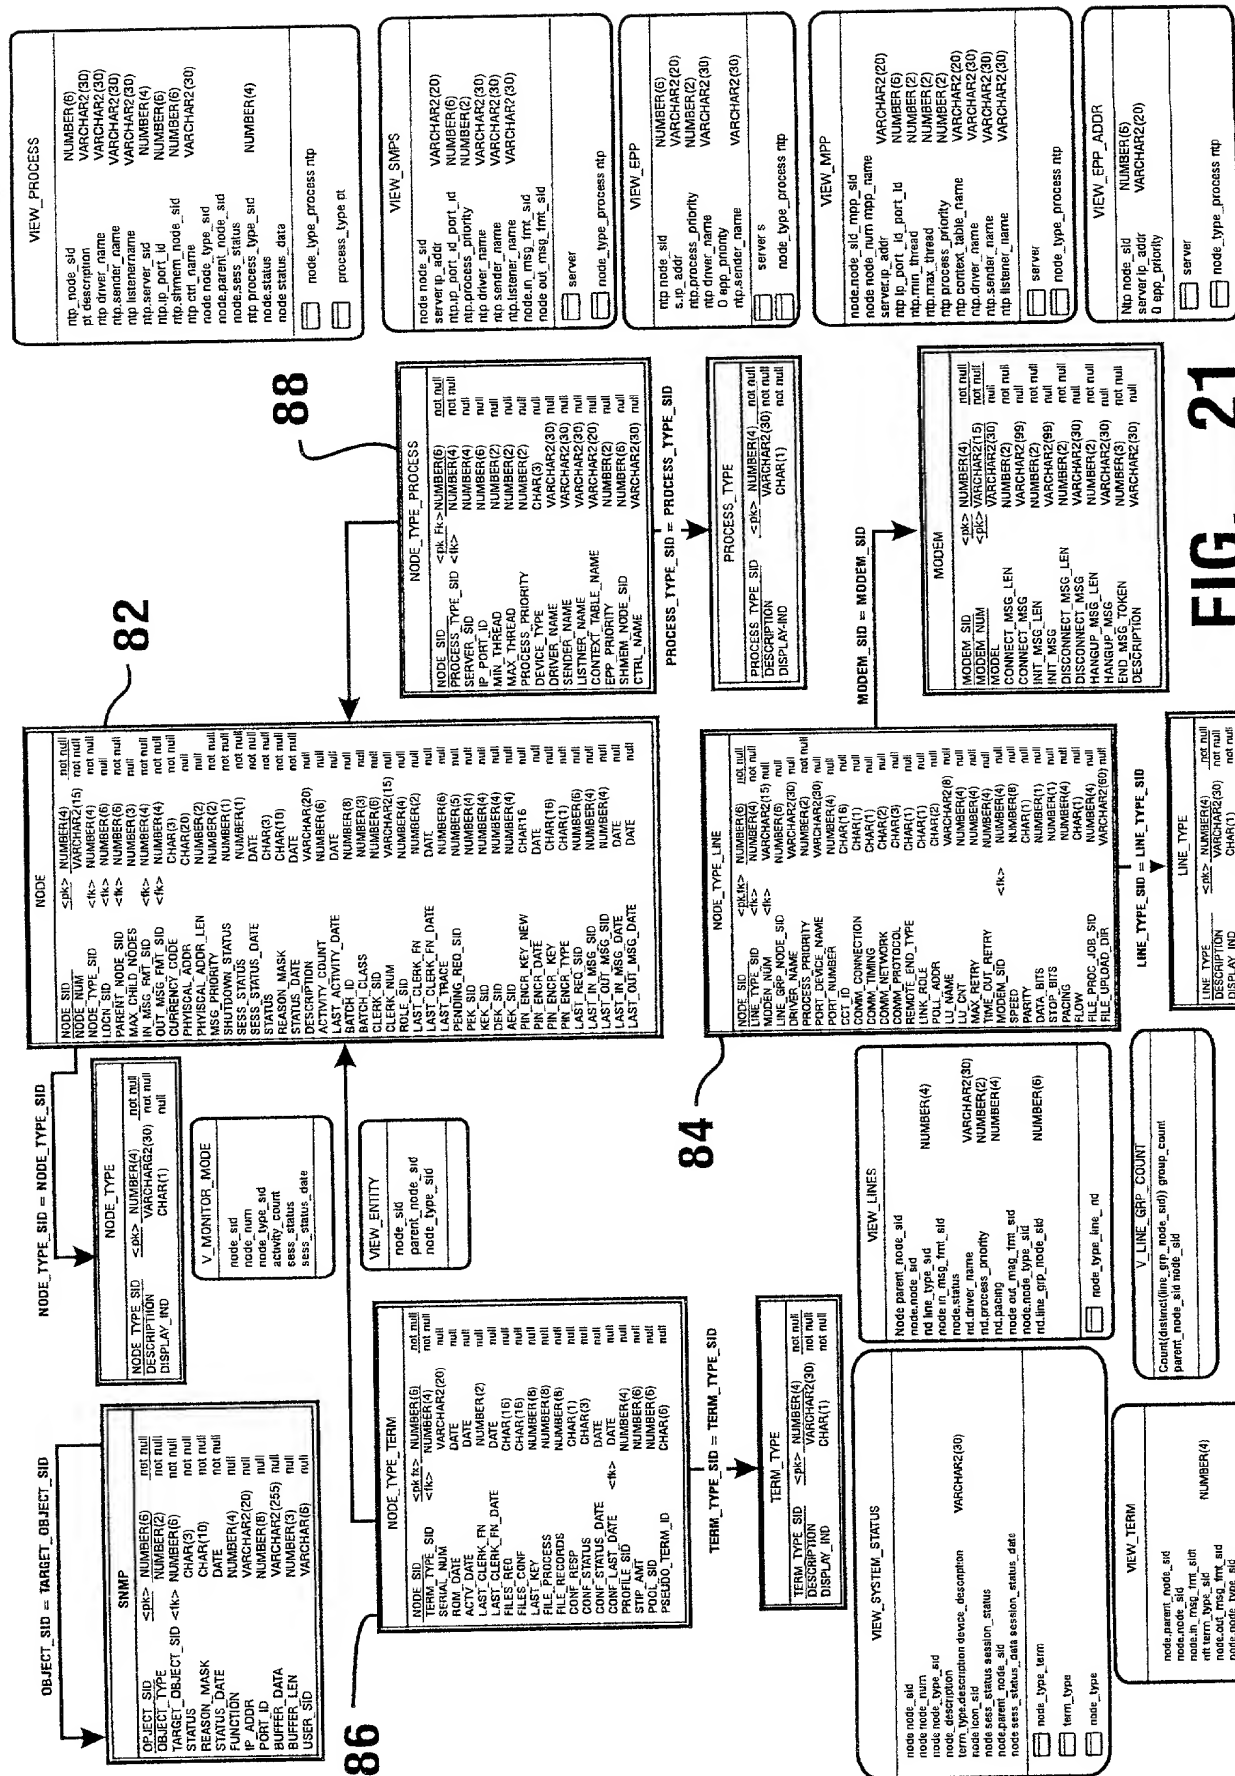 OBJECT_SID = TARGET_OBJECT_SID
SNMP
OPJECT_SID <pk> NUMBER(6) not null
OBJECT_TYPE NUMBER(2) not null
TARGET_OBJECT_SID <fk> NUMBER(6) not null
STATUS CHAR(3) not null
REASON_MASK CHAR(10) not null
STATUS_DATE DATE not null
FUNCTION NUMBER(4) null
IP_ADDR VARCHAR2(20) null
PORT_ID NUMBER(6) null
BUFFER_DATA VARCHAR2(255) null
BUFFER_LEN NUMBER(3) null
USER_SID VARCHAR(6) null
NODE_TYPE_SID = NODE_TYPE_SID
NODE_TYPE
NODE_TYPE_SID <pk> NUMBER(4) not null
DESCRIPTION VARCHARG2(30) not null
DISPLAY_IND CHAR(1) null
V_MONITOR_MODE
node_sid
node_num
node_type_sid
activity_count
sess_status
sess_status_date
VIEW_ENTITY
node_sid
parent_node_sid
node_type_sid
82
NODE
NODE_SID <pk> NUMBER(4) not null
NODE_NUM VARCHAR2(15) not null
NODE_TYPE_SID <fk> NUMBER(4) not null
LOCN_SID <fk> NUMBER(6) null
PARENT_NODE_SID <fk> NUMBER(6) not null
MAX_CHILD_NODES NUMBER(3) null
IN_MSG_FMT_SID <fk> NUMBER(4) not null
OUT_MSG_FMT_SID <fk> NUMBER(4) not null
CURRENCY_CODE CHAR(3) not null
PHYISCAL_ADDR CHAR(20) null
PHYISCAL_ADDR_LEN NUMBER(2) null
MSG_PRIORITY NUMBER(2) not null
SHUTDOWN_STATUS NUMBER(1) not null
SESS_STATUS NUMBER(1) not null
SESS_STATUS_DATE DATE not null
STATUS CHAR(3) not null
REASON_MASK CHAR(10) not null
STATUS_DATE DATE not null
DESCRIPTION VARCHAR(20) null
ACTIVITY_COUNT NUMBER(6) null
LAST_ACTIVITY_DATE DATE null
BATCH_ID NUMBER(8) null
BATCH_CLASS NUMBER(3) null
CLERK_SID NUMBER(6) null
CLERK_NUM VARCHAR2(15) null
ROLE_SID NUMBER(4) null
LAST_CLERK_FN NUMBER(2) null
LAST_CLERK_FN_DATE DATE null
LAST_TRACE NUMBER(6) null
PENDING_REQ_SID NUMBER(5) null
PEK_SID NUMBER(4) null
KEK_SID NUMBER(4) null
DEK_SID NUMBER(4) null
AEK_SID NUMBER(4) null
PIN_ENCR_KEY_NEW CHAR16 null
PIN_ENCR_DATE DATE null
PIN_ENCR_KEY CHAR(16) null
PIN_ENCR_TYPE CHAR(1) null
LAST_REQ_SID NUMBER(6) null
LAST_IN_MSG_SID NUMBER(4) null
LAST_OUT_MSG_SID NUMBER(4) null
LAST_IN_MSG_DATE DATE null
LAST_OUT_MSG_DATE DATE null
88
NODE_TYPE_PROCESS
NODE_SID <pk Fk> NUMBER(6) not null
PROCESS_TYPE_SID <fk> NUMBER(4) not null
SERVER_SID NUMBER(4) null
IP_PORT_ID NUMBER(6) null
MIN_THREAD NUMBER(2) null
MAX_THREAD NUMBER(2) null
PROCESS_PRIORITY NUMBER(2) null
DEVICE_TYPE CHAR(3) null
DRIVER_NAME VARCHAR2(30) null
SENDER_NAME VARCHAR2(30) null
LISTNER_NAME VARCHAR2(30) null
CONTEXT_TABLE_NAME VARCHAR2(20) null
EPP_PRIORITY NUMBER(2) null
SHMEM_NODE_SID NUMBER(6) null
CTRL_NAME VARCHAR2(30) null
PROCESS_TYPE_SID = PROCESS_TYPE_SID
PROCESS_TYPE
PROCESS_TYPE_SID <pk> NUMBER(4) not null
DESCRIPTION VARCHAR2(30) not null
DISPLAY-IND CHAR(1) not null
VIEW_PROCESS
ntp_node_sid NUMBER(6)
pt description VARCHAR2(30)
ntp driver_name VARCHAR2(30)
ntp.sender_name VARCHAR2(30)
ntp listenername VARCHAR2(30)
ntp.server_sid NUMBER(4)
ntp.ip_port_id NUMBER(6)
ntp.shmem_node_sid NUMBER(6)
ntp ctrl_name VARCHAR2(30)
node node_type_sid
node.parent_node_sid
node.sess_status
ntp process_type_sid NUMBER(4)
node.status
node status_data
node_type_process ntp
process_type pt
VIEW_SMPS
node node_sid
server ip_addr VARCHAR2(20)
ntp.ip_port_id port_id NUMBER(6)
ntp.process_priority NUMBER(2)
ntp driver_name VARCHAR2(30)
ntp sender_name VARCHAR2(30)
ntp.listener_name VARCHAR2(30)
node.in_msg_fmt_sid
node out_msg_fmt_sid
server
node_type_process ntp
VIEW_EPP
ntp node_sid NUMBER(6)
s.ip_addr VARCHAR2(20)
ntp.process_priority NUMBER(2)
ntp driver_name VARCHAR2(30)
0 epp_priority
ntp.sender_name VARCHAR2(30)
server s
node_type_process ntp
VIEW_MPP
node.node_sid_mpp_sid
node node_num mpp_name VARCHAR2(20)
server.ip_addr NUMBER(6)
ntp ip_port_id port_id NUMBER(2)
ntp.min_thread NUMBER(2)
ntp.max_thread NUMBER(2)
ntp process_priority VARCHAR2(20)
ntp context_table_name VARCHAR2(30)
ntp.driver_name VARCHAR2(30)
ntp.sender_name VARCHAR2(30)
ntp listener_name
server
node_type_process ntp
VIEW_EPP_ADDR
Ntp node_sid NUMBER(6)
server ip_addr VARCHAR2(20)
0 epp_priority
server
node_type_process ntp
86
NODE_TYPE_TERM
NODE_SID <pk fk> NUMBER(6) not null
TERM_TYPE_SID <fk> NUMBER(4) not null
SERIAL_NUM VARCHAR2(20) null
ROM_DATE DATE null
ACTV_DATE DATE null
LAST_CLERK_FN NUMBER(2) null
LAST_CLERK_FN_DATE DATE null
FILES_REQ CHAR(16) null
FILES_CONF CHAR(16) null
LAST_KEY NUMBER(8) null
FILE_PROCESS NUMBER(8) null
FILE_RECORDS NUMBER(8) null
CONF_RESP CHAR(1) null
CONF_STATUS CHAR(3) null
CONF_STATUS_DATE DATE null
CONF_LAST_DATE <fk> DATE null
PROFILE_SID NUMBER(4) null
STIP_AMT NUMBER(6) null
POOL_SID NUMBER(6) null
PSEUDO_TERM_ID CHAR(6) null
TERM_TYPE_SID = TERM_TYPE_SID
TERM_TYPE
TERM_TYPE_SID <pk> NUMBER(4) not null
DESCRIPTION VARCHAR2(30) not null
DISPLAY_IND CHAR(1) not null
84
NODE_TYPE_LINE
NODE_SID <pk.fk> NUMBER(6) not null
LINE_TYPE_SID <fk> NUMBER(4) not null
MODEN_NUM <fk> VARCHAR2(15) null
LINE_GRP_NODE_SID NUMBER(6) null
DRIVER_NAME VARCHAR2(30) null
PROCESS_PRIORITY NUMBER(2) not null
PORT_DEVICE_NAME VARCHAR2(30) null
PORT_NUMBER NUMBER(4) null
CCT_ID CHAR(16) null
COMM_CONNECTION CHAR(1) null
COMM_TIMING CHAR(1) null
COMM_NETWORK CHAR(2) null
COMM_PROTOCOL CHAR(3) null
REMOTE_END_TYPE CHAR(1) null
LINK_ROLE CHAR(1) null
POLL_ADDR CHAR(2) null
LU_NAME VARCHAR2(8) null
LU_CNT NUMBER(4) null
MAX_RETRY NUMBER(4) null
TIME_OUT_RETRY NUMBER(4) null
MODEM_SID <fk> NUMBER(4) not null
SPEED NUMBER(6) null
PARITY CHAR(1) null
DATA_BITS NUMBER(1) null
STOP_BITS NUMBER(1) null
PACING NUMBER(4) null
FLOW CHAR(1) null
FILE_PROC_JOB_SID NUMBER(4) null
FILE_UPLOAD_DIR VARCHAR2(60) null
LINE_TYPE_SID = LINE_TYPE_SID
LINE_TYPE
LINE_TYPE <pk> NUMBER(4) not null
DESCRIPTION VARCHAR2(30) not null
DISPLAY_IND CHAR(1) not null
MODEM_SID = MODEM_SID
MODEM
MODEM_SID <pk> NUMBER(4) not null
MODEM_NUM <pk> VARCHAR2(15) not null
MODEL VARCHAR2(30) null
CONNECT_MSG_LEN NUMBER(2) not null
CONNECT_MSG VARCHAR2(99) null
INIT_MSG_LEN NUMBER(2) not null
INIT_MSG VARCHAR2(99) null
DISCONNECT_MSG_LEN NUMBER(2) not null
DISCONNECT_MSG VARCHAR2(30) null
HANGUP_MSG_LEN NUMBER(2) not null
HANGUP_MSG VARCHAR2(30) null
END_MSG_TOKEN NUMBER(3) not null
DESCRIPTION VARCHAR2(30) null
VIEW_SYSTEM_STATUS
node node_sid
node node_num
node node_type_sid
node_description
term_type.description device_description VARCHAR2(30)
node icon_sid
node sess_status session_status
node.parent_node_sid
node sess_status_data session_status_date
node_type_term
term_type
node_type
VIEW_LINES
Node parent_node_sid
node.node_sid
nd line_type_sid NUMBER(4)
node in_msg_fmt_sid
node.status
nd.driver_name VARCHAR2(30)
nd.process_priority NUMBER(2)
nd.pacing NUMBER(4)
node out_mag_fmt_sid
node.node_type_sid
nd.line_grp_node_sid NUMBER(6)
node_type_line_nd
V_LINE_GRP_COUNT
Count(distinct(line_grp_node_sid)) group_count
parent_node_sid node_sid
VIEW_TERM
node.parent_node_sid
node.node_sid
node.in_msg_fmt_sidt
nft term_type_sid NUMBER(4)
node.out_msg_fmt_sid
node.node_type_sid
FIG. 21